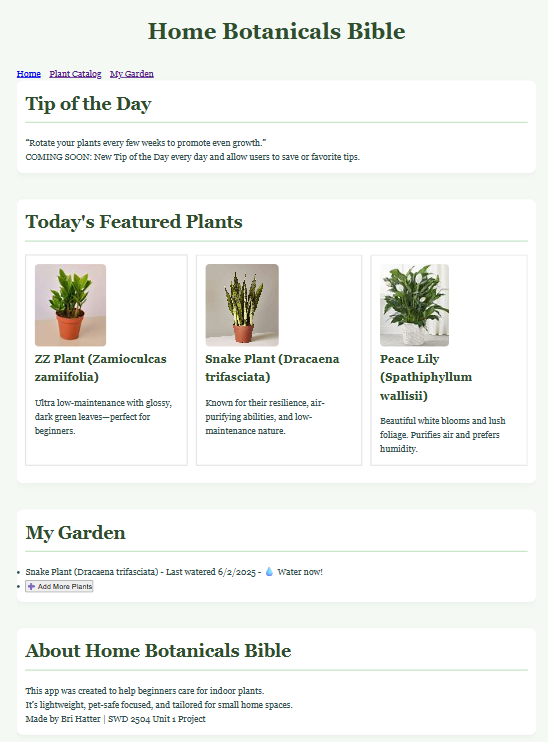 Home Botanicals Bible
Home Plant Catalog My Garden
Tip of the Day
"Rotate your plants every few weeks to promote even growth."
COMING SOON: New Tip of the Day every day and allow users to save or favorite tips.
Today's Featured Plants
ZZ Plant (Zamioculcas
zamiifolia)
Ultra low-maintenance with glossy,
dark green leaves—perfect for
beginners.
Snake Plant (Dracaena
trifasciata)
Known for their resilience, air-
purifying abilities, and low-
maintenance nature.
Peace Lily
(Spathiphyllum
wallisii)
Beautiful white blooms and lush
foliage. Purifies air and prefers
humidity.
My Garden
• Snake Plant (Dracaena trifasciata) - Last watered 6/2/2025 - 💧 Water now!
• ➕ Add More Plants
About Home Botanicals Bible
This app was created to help beginners care for indoor plants.
It's lightweight, pet-safe focused, and tailored for small home spaces.
Made by Bri Hatter | SWD 2504 Unit 1 Project